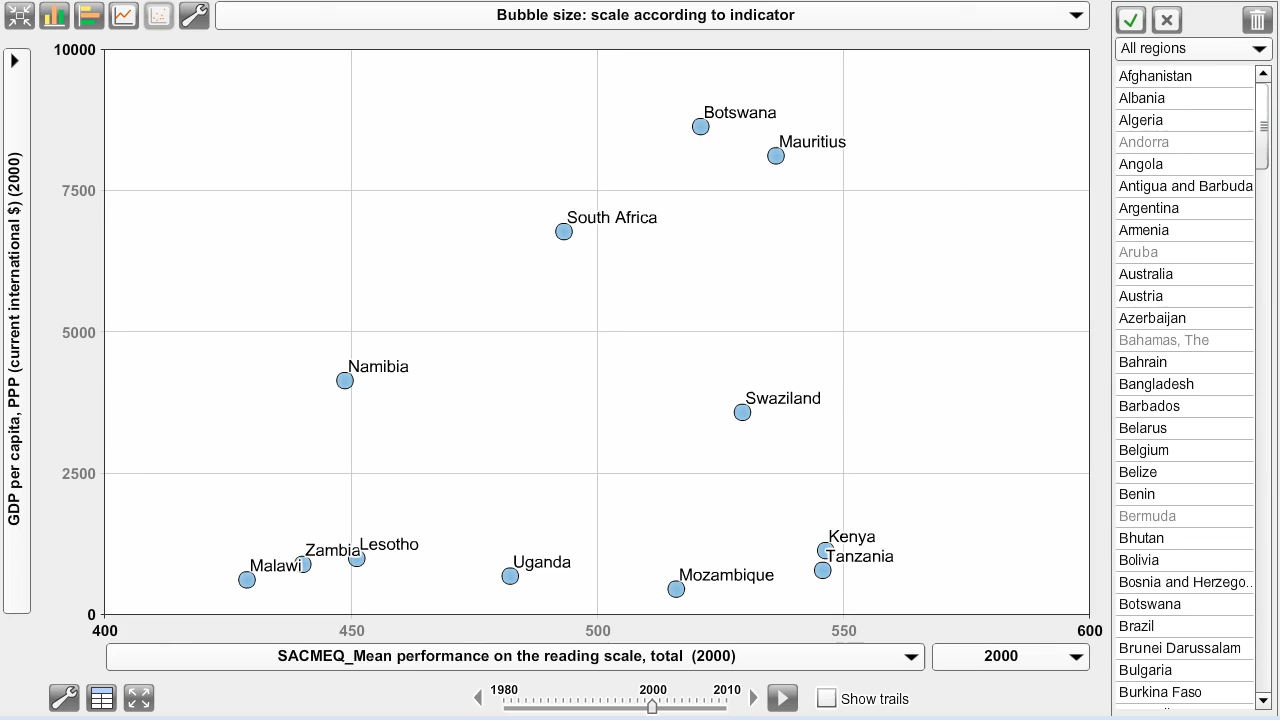 Bubble size: scale according to indicator
GDP per capita, PPP (current international $) (2000)
10000
7500
5000
2500
0
Botswana
Mauritius
South Africa
Namibia
Swaziland
Kenya
Tanzania
Lesotho
Zambia
Malawi
Uganda
Mozambique
400
450
500
550
600
SACMEQ_Mean performance on the reading scale, total (2000)
2000
1980
2000
2010
Show trails
All regions
Afghanistan
Albania
Algeria
Andorra
Angola
Antigua and Barbuda
Argentina
Armenia
Aruba
Australia
Austria
Azerbaijan
Bahamas, The
Bahrain
Bangladesh
Barbados
Belarus
Belgium
Belize
Benin
Bermuda
Bhutan
Bolivia
Bosnia and Herzego..
Botswana
Brazil
Brunei Darussalam
Bulgaria
Burkina Faso